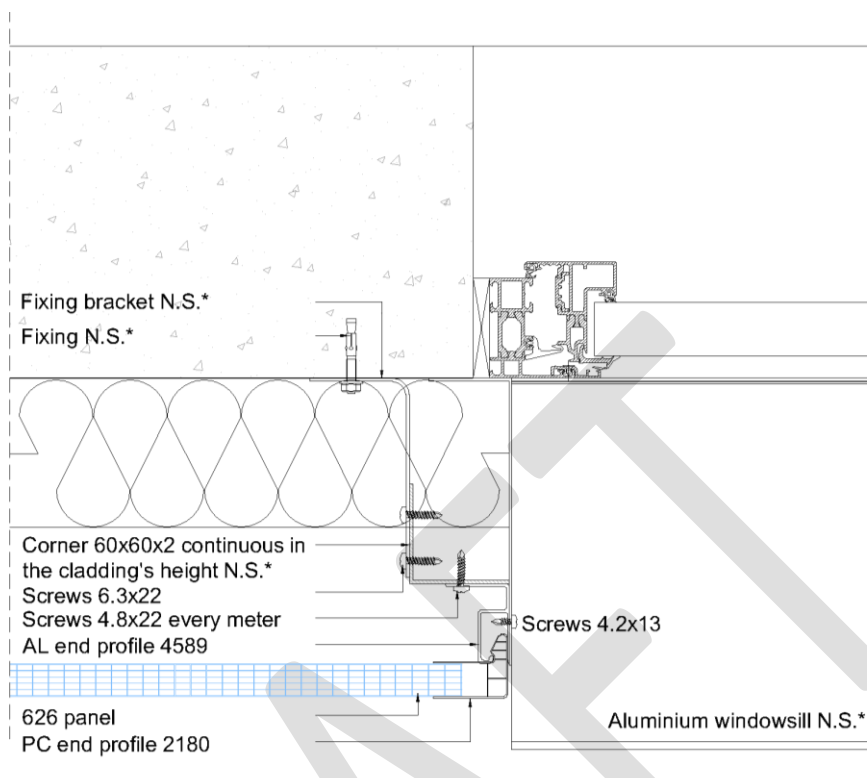 Fixing bracket N.S.*
Fixing N.S.*
Corner 60x60x2 continuous in
the cladding's height N.S.*
Screws 6.3x22
Screws 4.8x22 every meter
AL end profile 4589
Screws 4.2x13
626 panel
PC end profile 2180
Aluminium windowsill N.S.*